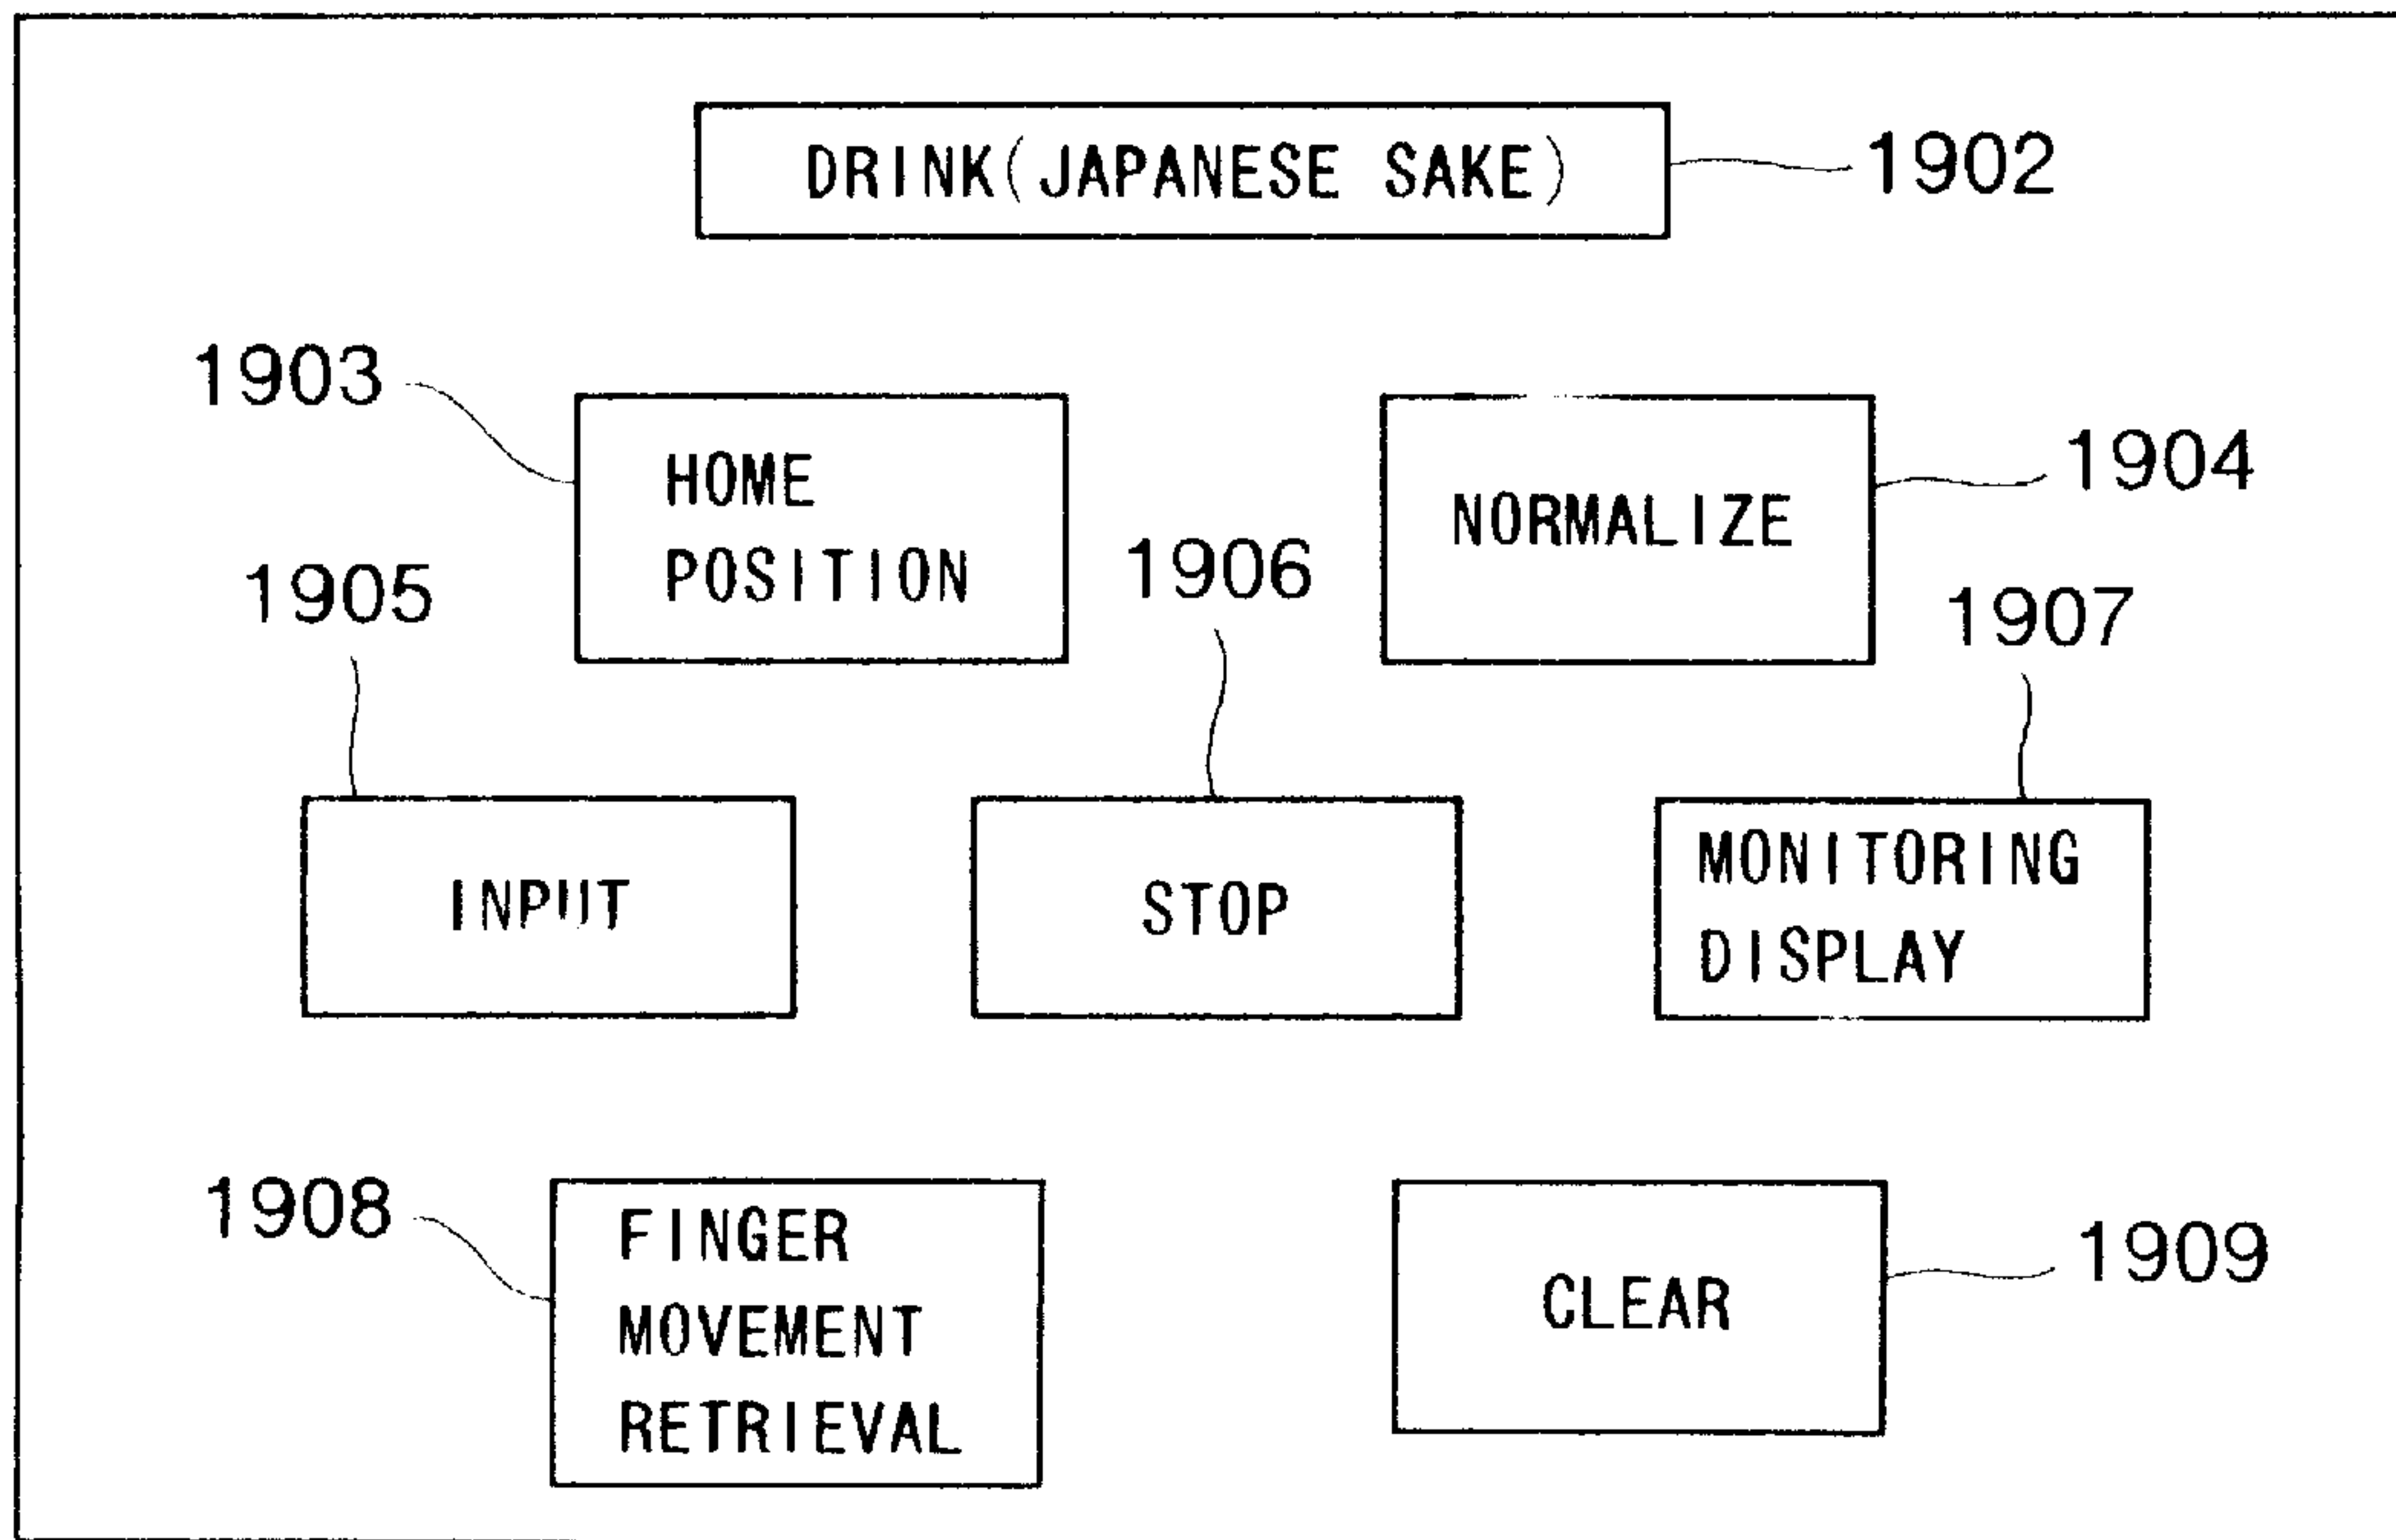 DRINK(JAPANESE SAKE)
1902
1903
HOME
POSITION
NORMALIZE
1904
1905
1906
1907
INPUT
STOP
MONITORING
DISPLAY
1908
FINGER
MOVEMENT
RETRIEVAL
CLEAR
1909